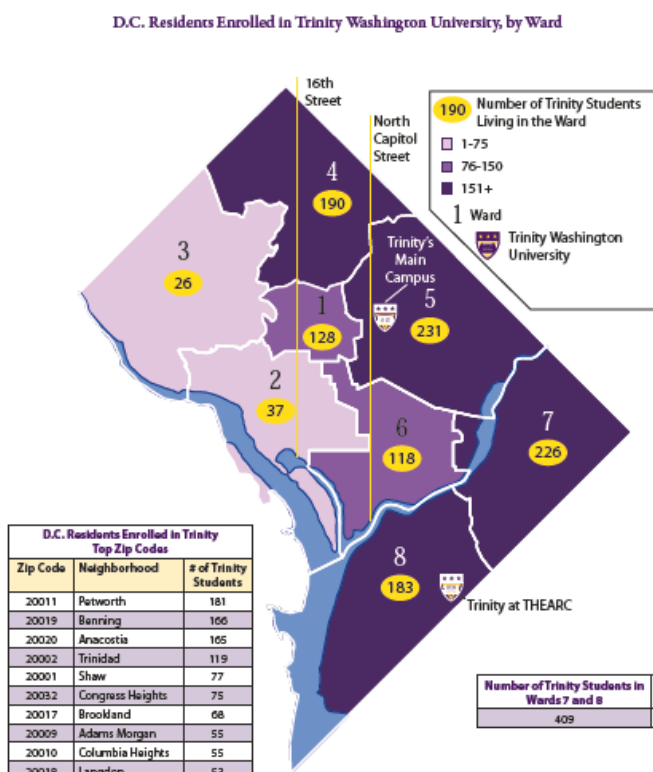 D.C. Residents Enrolled in Trinity Washington University, by Ward
16th
Street
North
Capitol
Street
190 Number of Trinity Students
Living in the Ward
1-75
76-150
151+
1 Ward
Trinity Washington
University
4
190
Trinity's
Main
Campus
3
26
1
128
5
231
2
37
6
118
7
226
8
183
Trinity at THEARC
D.C. Residents Enrolled in Trinity
Top Zip Codes
Zip Code Neighborhood # of Trinity
Students
20011 Petworth 181
20019 Benning 166
20020 Anacostia 165
20002 Trinidad 119
20001 Shaw 77
20032 Congress Heights 75
20017 Brookland 68
20009 Adams Morgan 55
20010 Columbia Heights 55
20018 Langdon 53
Number of Trinity Students in
Wards 7 and 8
409